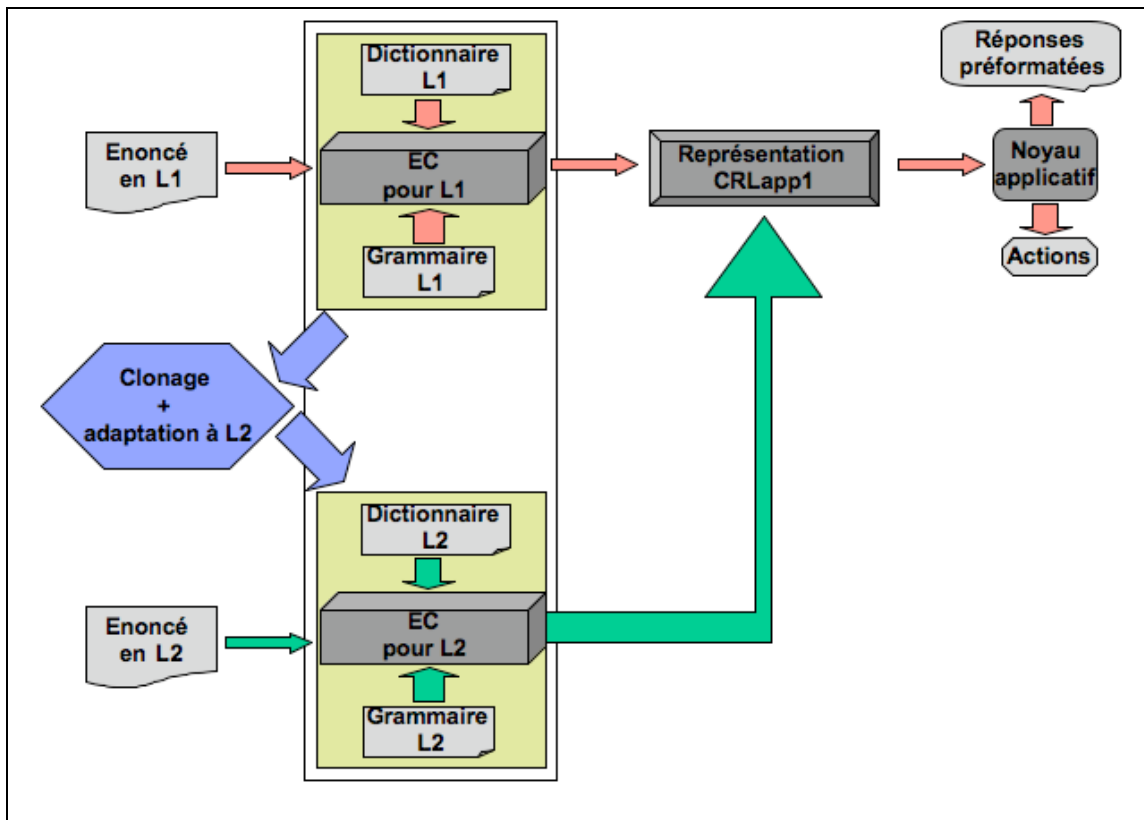 Dictionnaire
L1
Enoncé
en L1
EC
pour L1
Grammaire
L1
Représentation
CRLapp1
Réponses
préformatées
Noyau
applicatif
Actions
Clonage
+
adaptation à L2
Dictionnaire
L2
Enoncé
en L2
EC
pour L2
Grammaire
L2